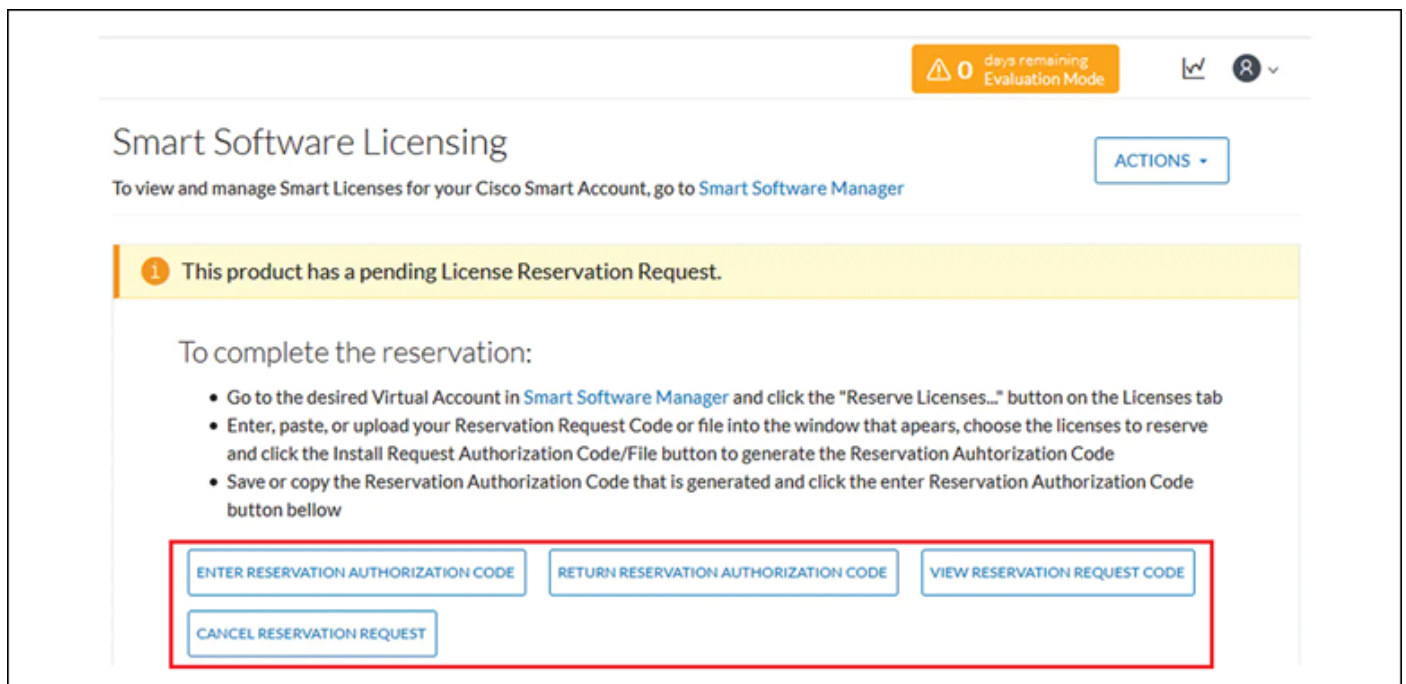 0 days remaining
Evaluation Mode
Smart Software Licensing
ACTIONS
To view and manage Smart Licenses for your Cisco Smart Account, go to Smart Software Manager
This product has a pending License Reservation Request.
To complete the reservation:
• Go to the desired Virtual Account in Smart Software Manager and click the "Reserve Licenses..." button on the Licenses tab
• Enter, paste, or upload your Reservation Request Code or file into the window that apears, choose the licenses to reserve
and click the Install Request Authorization Code/File button to generate the Reservation Auhtorization Code
• Save or copy the Reservation Authorization Code that is generated and click the enter Reservation Authorization Code
button bellow
ENTER RESERVATION AUTHORIZATION CODE RETURN RESERVATION AUTHORIZATION CODE VIEW RESERVATION REQUEST CODE
CANCEL RESERVATION REQUEST